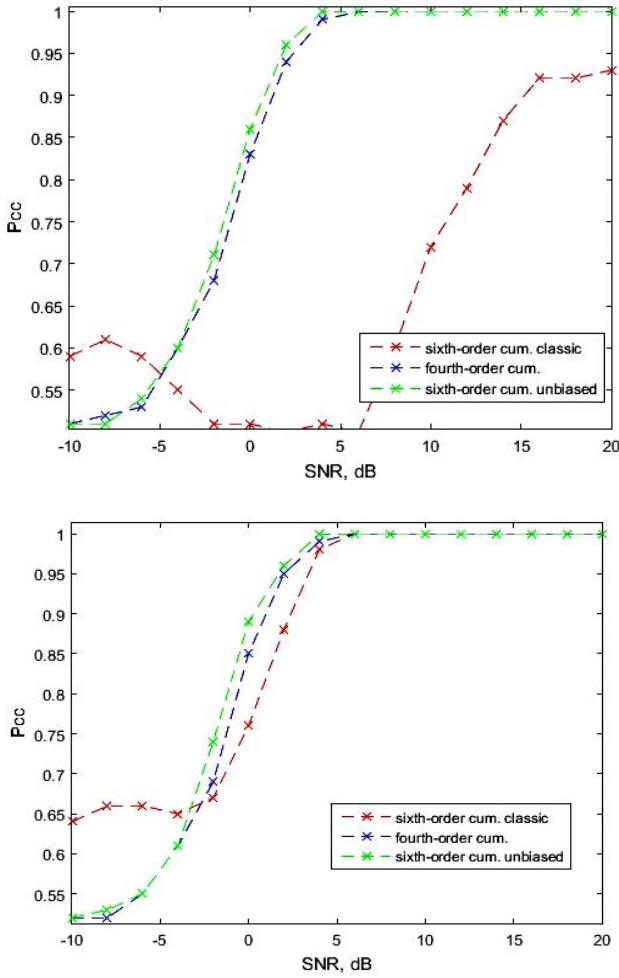 1
0.95
0.9
0.85
0.8
0.75
0.7
0.65
0.6
0.55
Pcc
sixth-order cum. classic
fourth-order cum.
sixth-order cum. unbiased
-10 -5 0 5 10 15 20
SNR, dB
1
0.95
0.9
0.85
0.8
0.75
0.7
0.65
0.6
0.55
Pcc
sixth-order cum. classic
fourth-order cum.
sixth-order cum. unbiased
-10 -5 0 5 10 15 20
SNR, dB